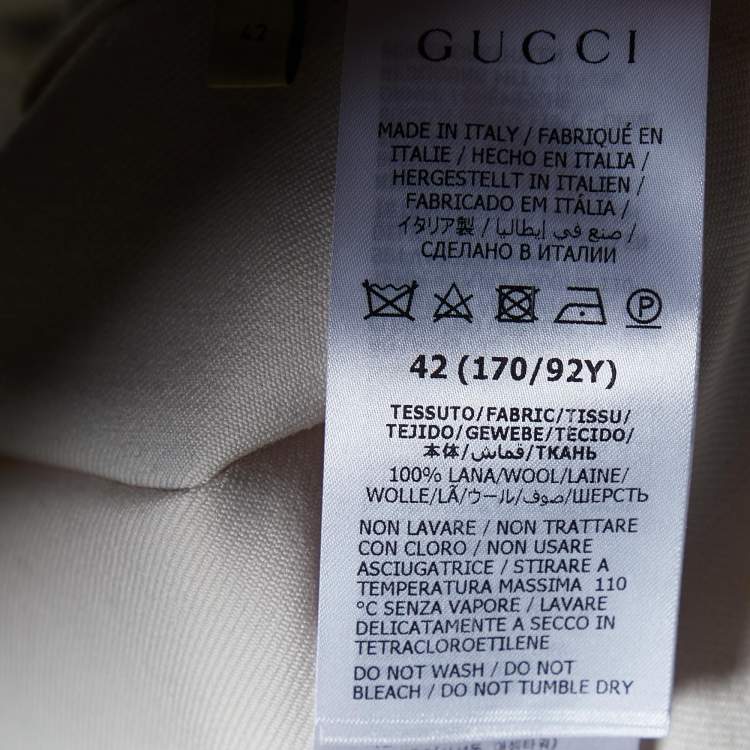 42
GUCCI
MADE IN ITALY / FABRIQUÉ EN
ITALIE / HECHO EN ITALIA /
HERGESTELLT IN ITALIEN /
FABRICADO EM ITÁLIA /
イタリア製 / صنع في إيطاليا /
СДЕЛАНО В ИТАЛИИ
P
42 (170/92Y)
TESSUTO/FABRIC/TISSU/
TEJIDO/GEWEBE/TECIDO/
本体/قماش/ТКАНЬ
100% LANA/WOOL/LAINE/
WOLLE/LÃ/ウール/صوف/ШЕРСТЬ
NON LAVARE / NON TRATTARE
CON CLORO / NON USARE
ASCIUGATRICE / STIRARE A
TEMPERATURA MASSIMA 110
°C SENZA VAPORE / LAVARE
DELICATAMENTE A SECCO IN
TETRACLOROETILENE
DO NOT WASH / DO NOT
BLEACH / DO NOT TUMBLE DRY